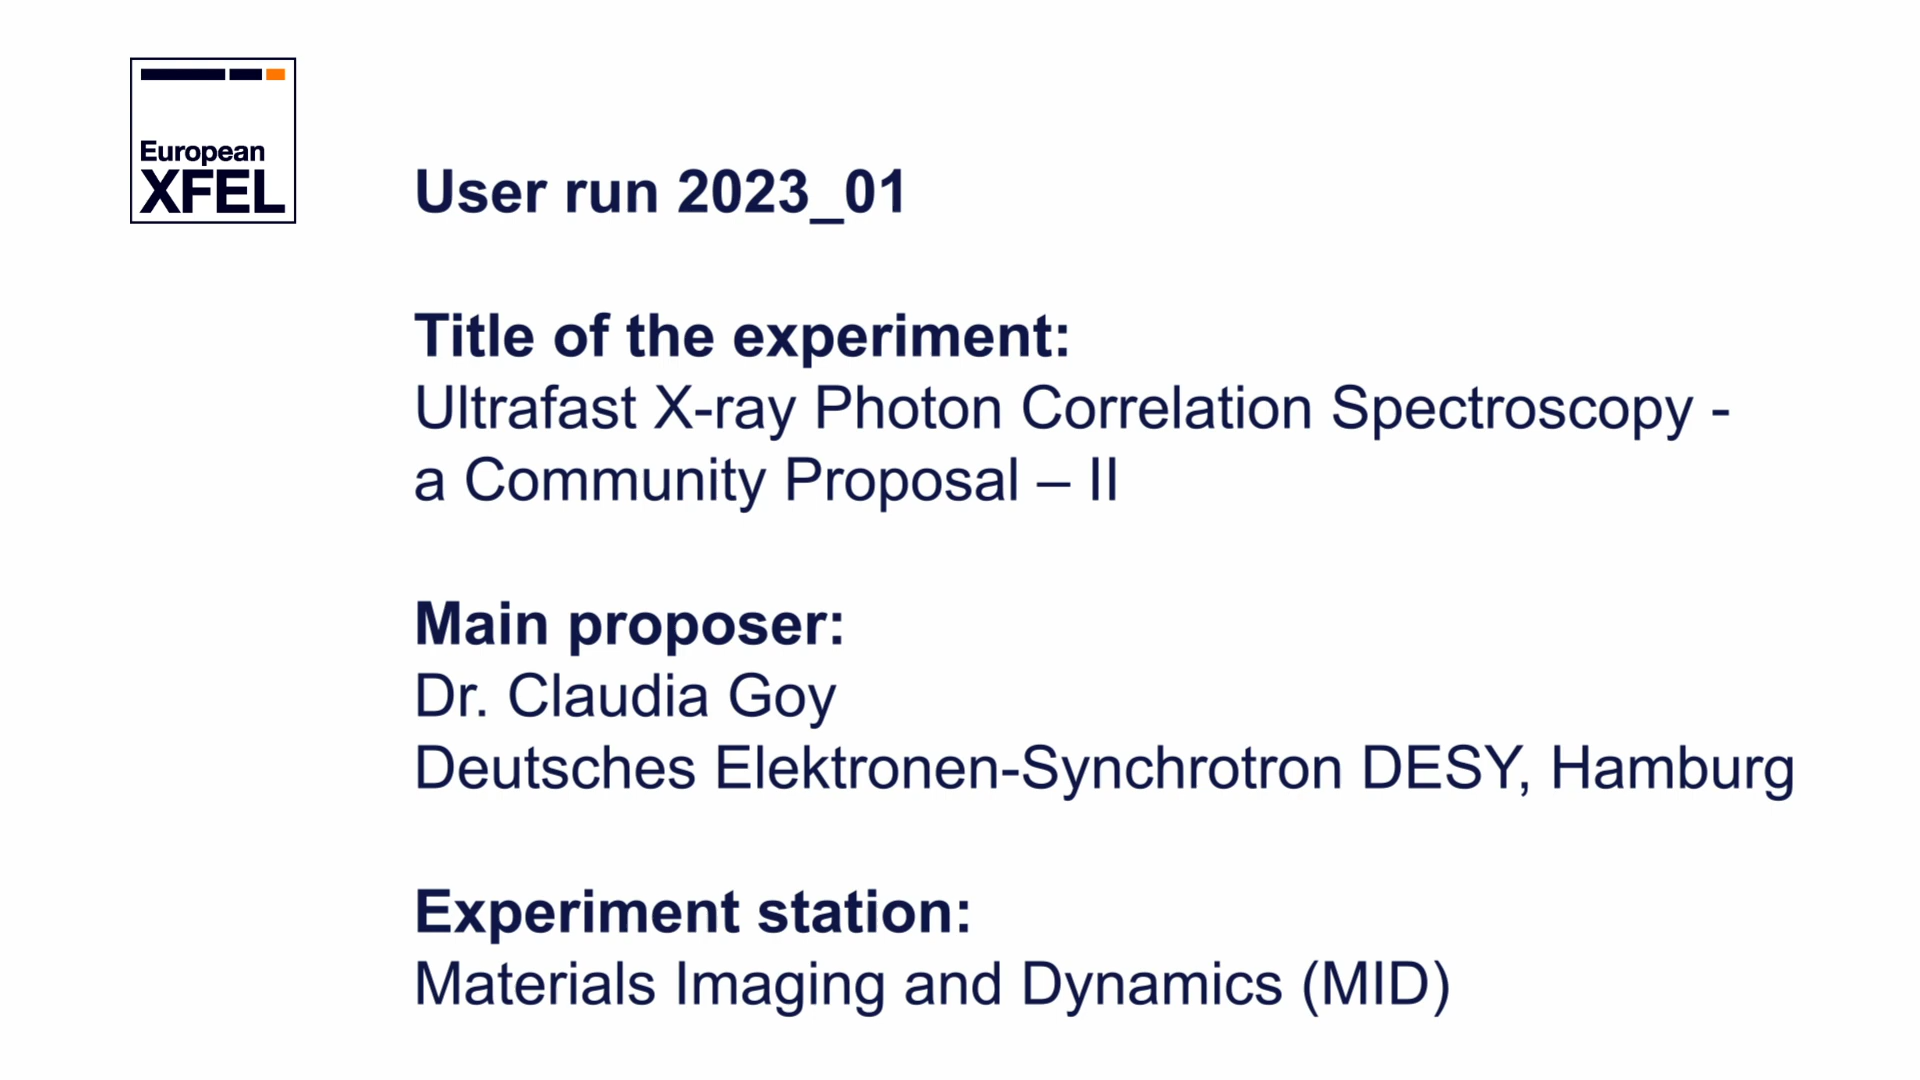 European
XFEL
User run 2023_01
Title of the experiment:
Ultrafast X-ray Photon Correlation Spectroscopy -
a Community Proposal – II
Main proposer:
Dr. Claudia Goy
Deutsches Elektronen-Synchrotron DESY, Hamburg
Experiment station:
Materials Imaging and Dynamics (MID)